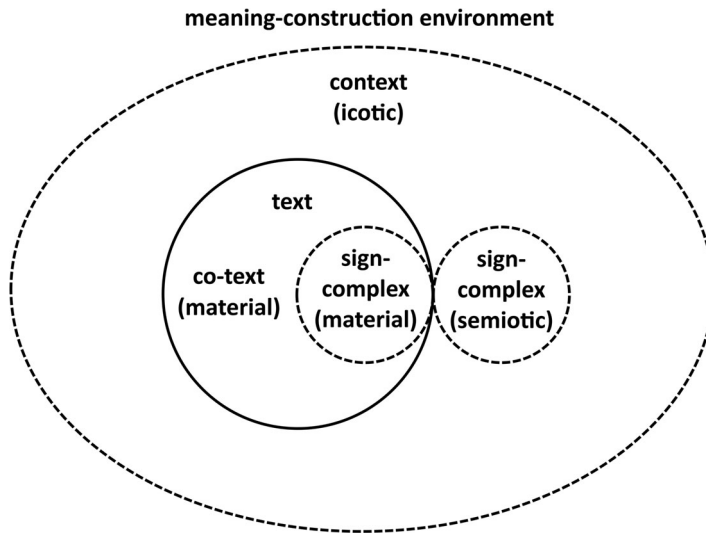 meaning-construction environment
context
(icotic)
text
co-text
(material)
sign-
complex
(material)
sign-
complex
(semiotic)